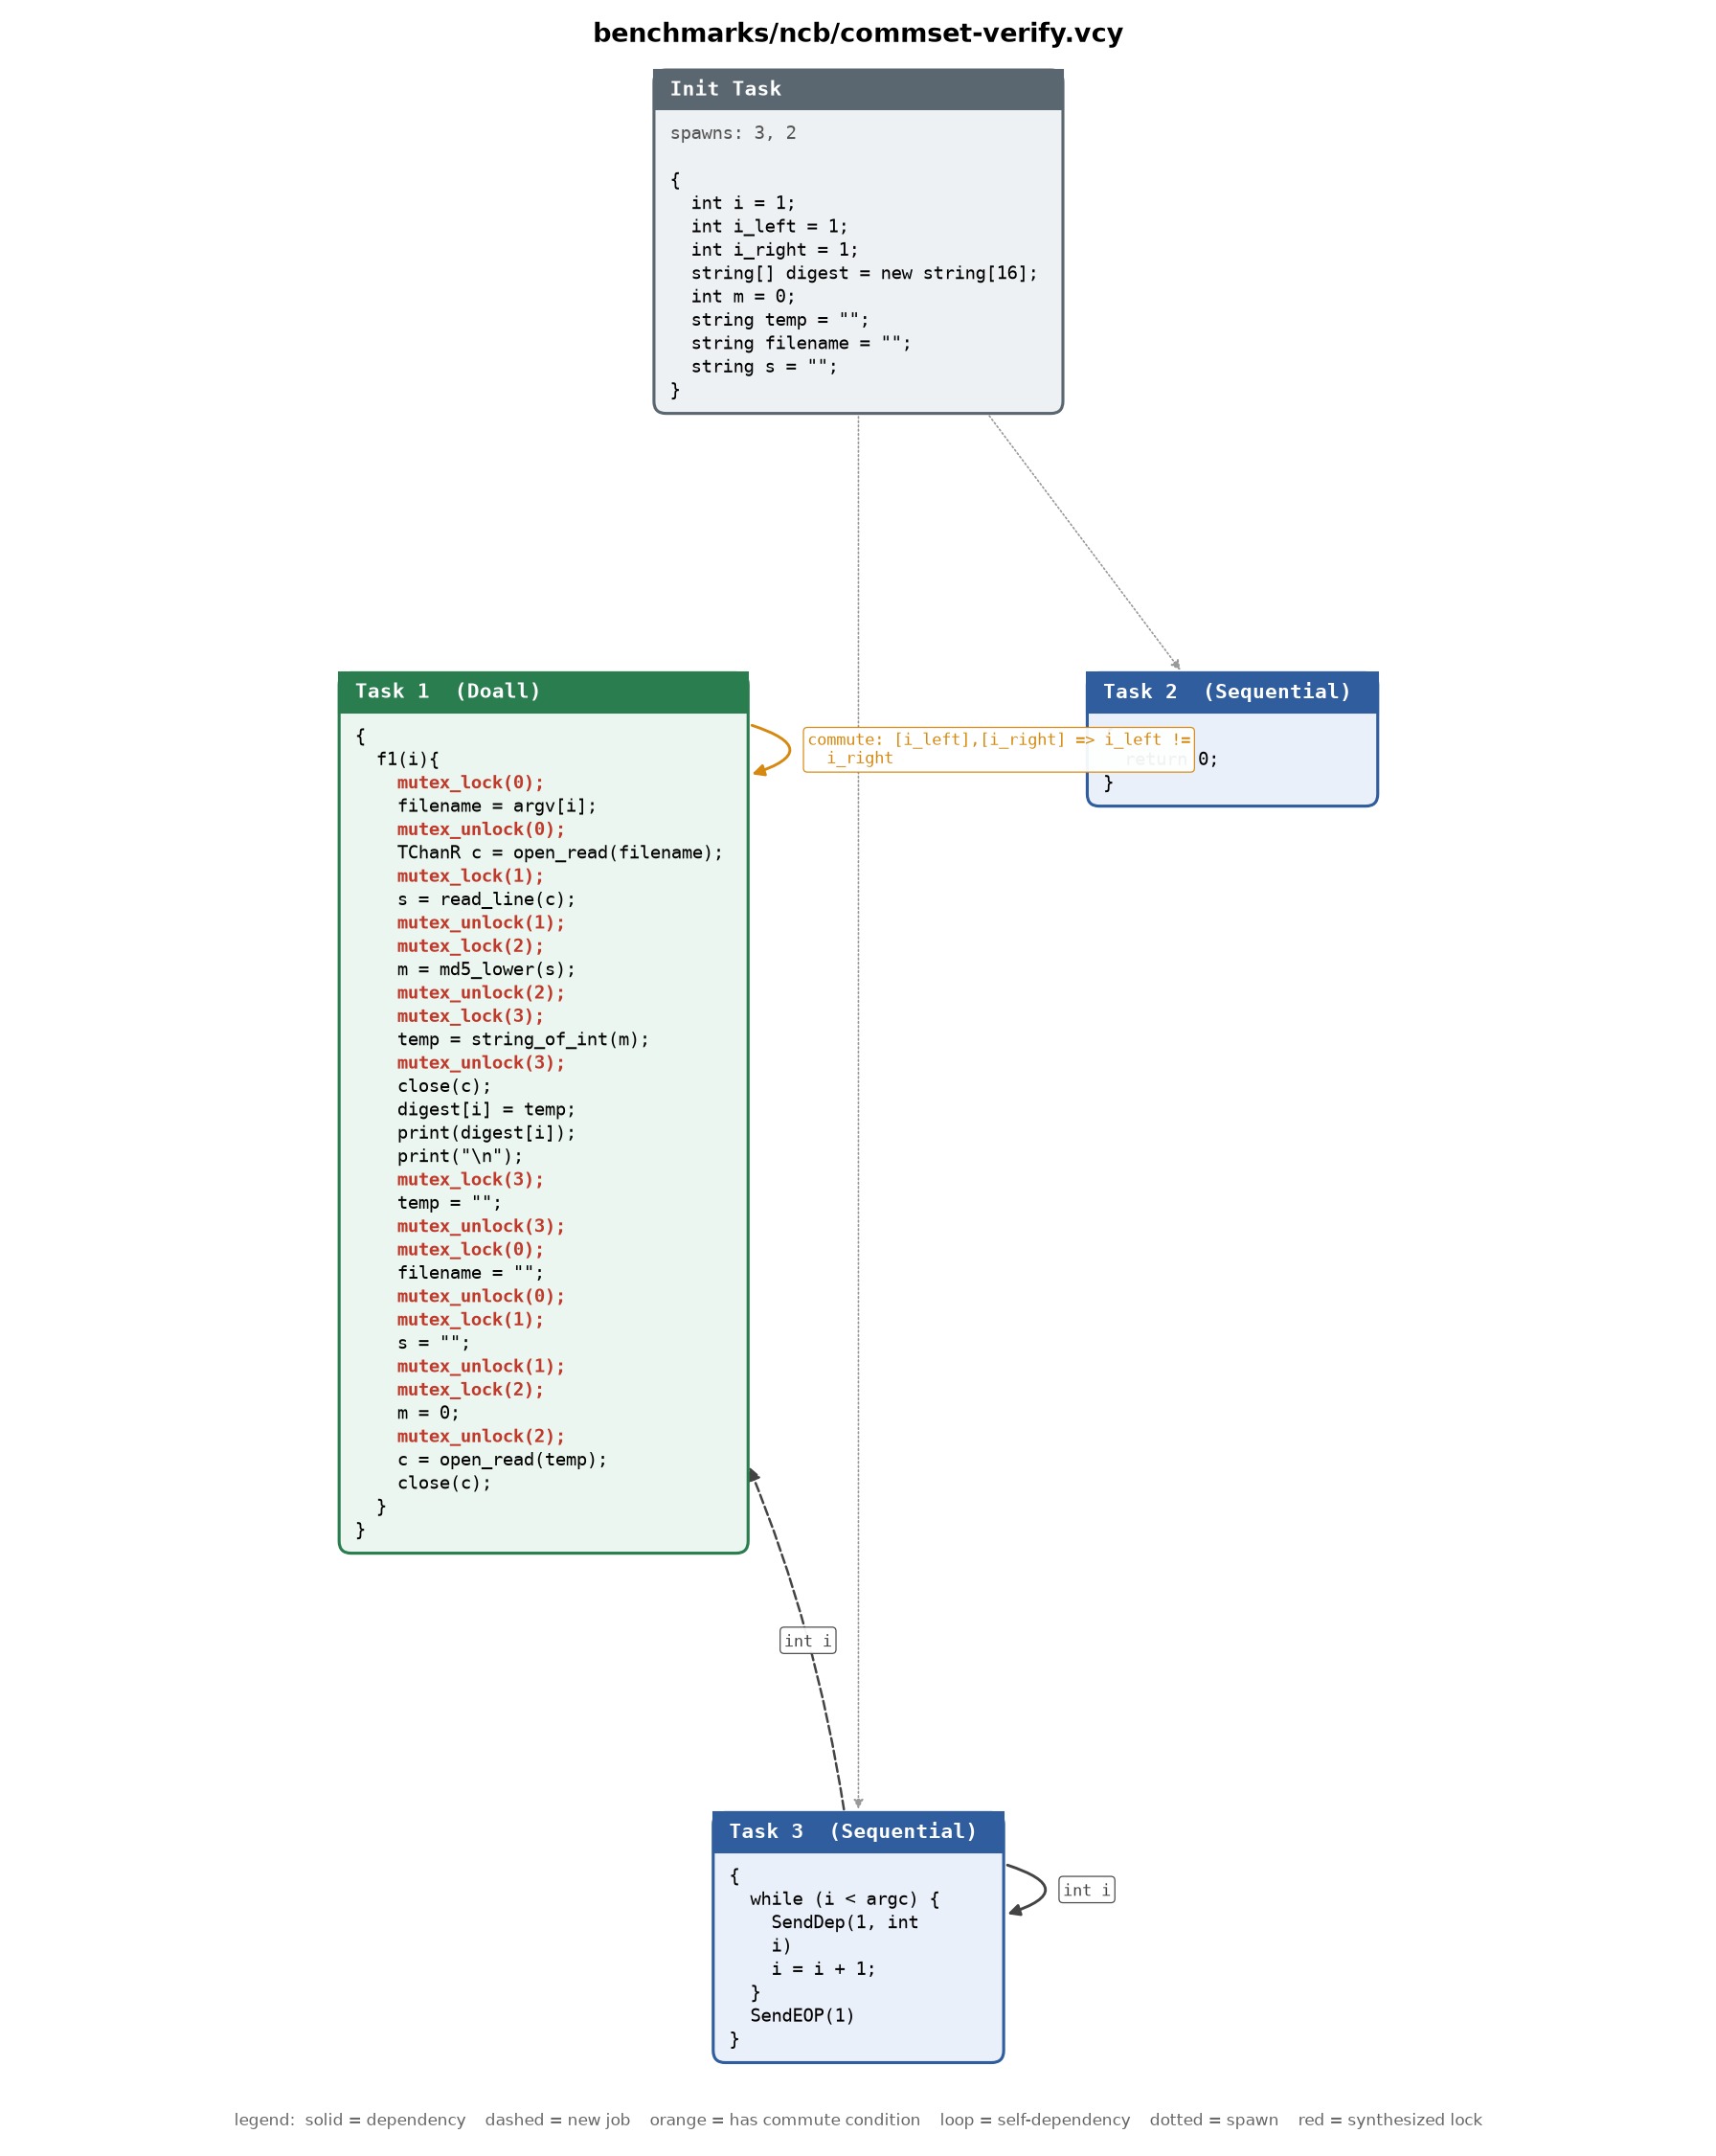 benchmarks/ncb/commset-verify.vcy
Init Task
spawns: 3, 2
{
  int i = 1;
  int i_left = 1;
  int i_right = 1;
  string[] digest = new string[16];
  int m = 0;
  string temp = "";
  string filename = "";
  string s = "";
}
Task 1  (Doall)
{
  f1(i){
    mutex_lock(0);
    filename = argv[i];
    mutex_unlock(0);
    TChanR c = open_read(filename);
    mutex_lock(1);
    s = read_line(c);
    mutex_unlock(1);
    mutex_lock(2);
    m = md5_lower(s);
    mutex_unlock(2);
    mutex_lock(3);
    temp = string_of_int(m);
    mutex_unlock(3);
    close(c);
    digest[i] = temp;
    print(digest[i]);
    print("\n");
    mutex_lock(3);
    temp = "";
    mutex_unlock(3);
    mutex_lock(0);
    filename = "";
    mutex_unlock(0);
    mutex_lock(1);
    s = "";
    mutex_unlock(1);
    mutex_lock(2);
    m = 0;
    mutex_unlock(2);
    c = open_read(temp);
    close(c);
  }
}
commute: [i_left],[i_right] => i_left !=
  i_right
Task 2  (Sequential)
  return 0;
}
int i
Task 3  (Sequential)
{
  while (i < argc) {
    SendDep(1, int
    i)
    i = i + 1;
  }
  SendEOP(1)
}
int i
legend:  solid = dependency    dashed = new job    orange = has commute condition    loop = self-dependency    dotted = spawn    red = synthesized lock